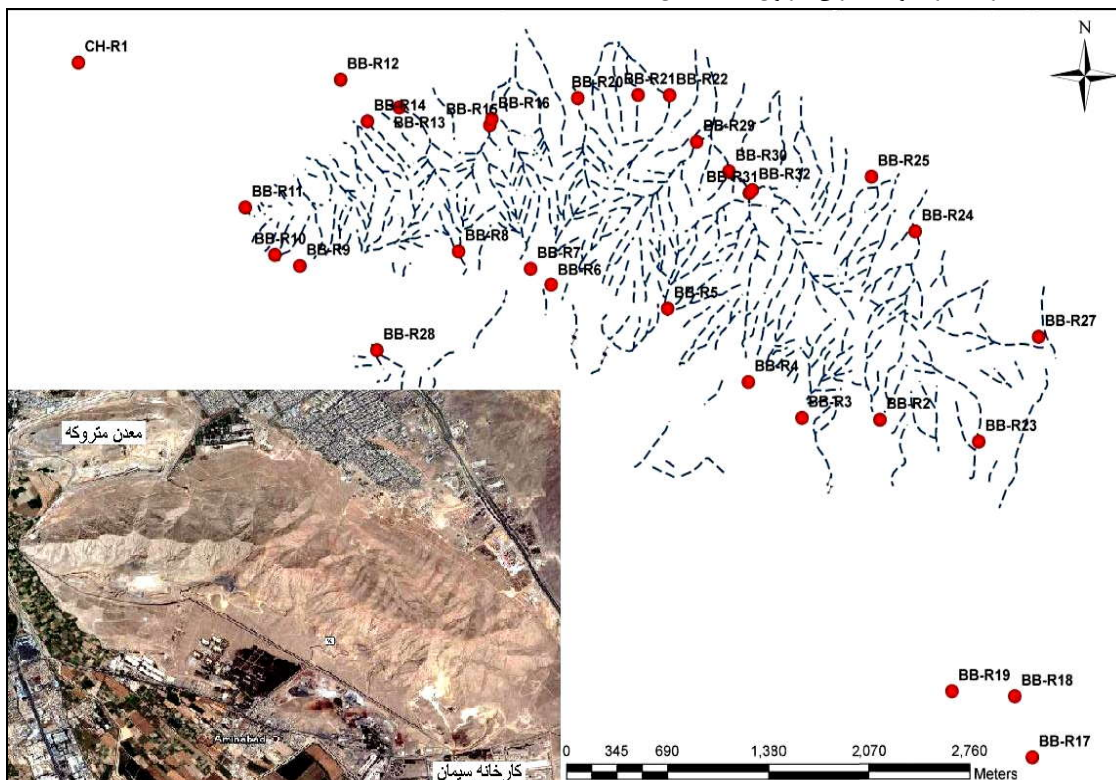 N
CH-R1
BB-R12
BB-R14
BB-R13
BB-R15
BB-R16
BB-R20
BB-R21
BB-R22
BB-R29
BB-R30
BB-R31
BB-R32
BB-R25
BB-R11
BB-R24
BB-R10
BB-R9
BB-R8
BB-R7
BB-R6
BB-R5
BB-R27
BB-R28
BB-R4
BB-R3
BB-R2
BB-R23
معدن متروکه
BB-R19
BB-R18
Aminabad
BB-R17
کارخانه سیمان
0 345 690 1,380 2,070 2,760
Meters